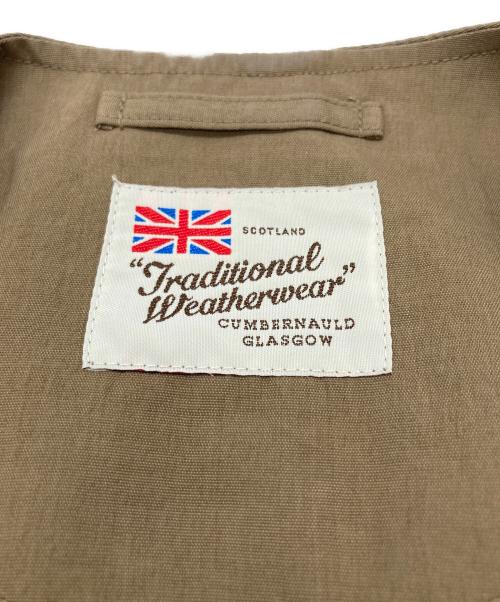 SCOTLAND
"Traditional
Weatherwear"
CUMBERNAULD
GLASGOW